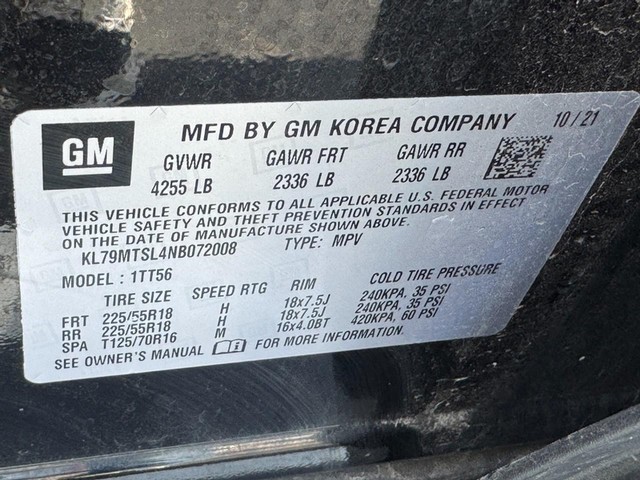 GM
MFD BY GM KOREA COMPANY 10 / 21
GVWR GAWR FRT GAWR RR
4255 LB 2336 LB 2336 LB
THIS VEHICLE CONFORMS TO ALL APPLICABLE U.S. FEDERAL MOTOR
VEHICLE SAFETY AND THEFT PREVENTION STANDARDS IN EFFECT
ON THE DATE OF MANUFACTURE SHOWN ABOVE.
KL79MTSL4NB072008 TYPE: MPV
MODEL : 1TT56
TIRE SIZE SPEED RTG RIM COLD TIRE PRESSURE
FRT 225/55R18 H 18x7.5J 240KPA, 35 PSI
RR 225/55R18 H 18x7.5J 240KPA, 35 PSI
SPA T125/70R16 M 16x4.0BT 420KPA, 60 PSI
SEE OWNER'S MANUAL FOR MORE INFORMATION.